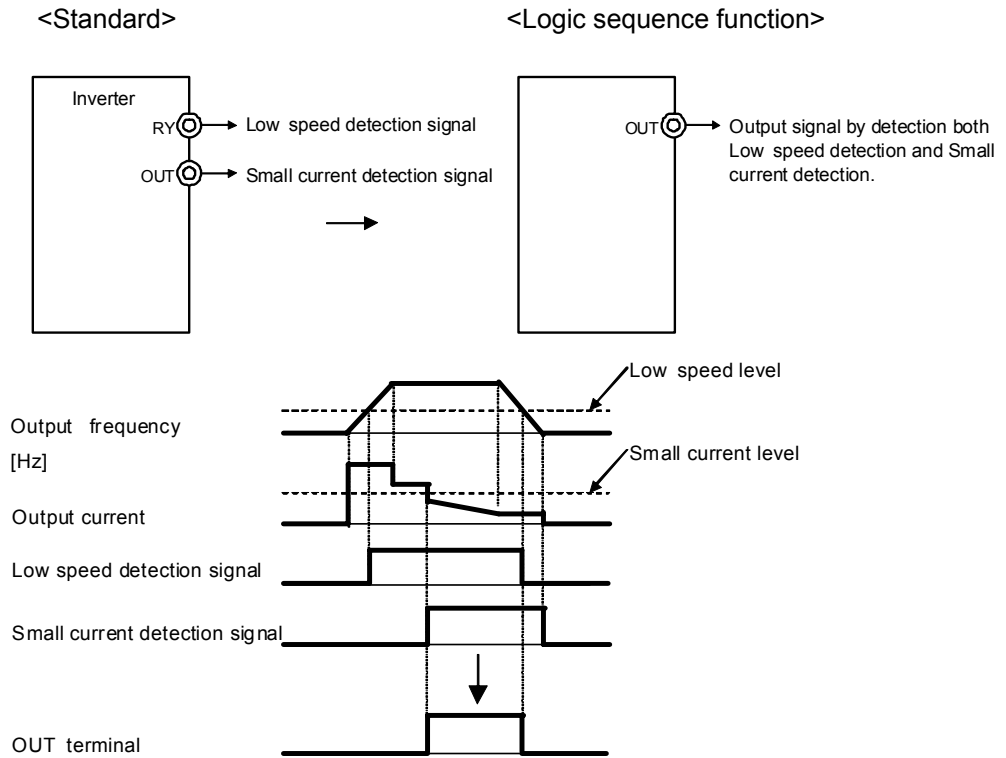 <Standard>
<Logic sequence function>
Inverter
RY
Low speed detection signal
OUT
Small current detection signal
OUT
Output signal by detection both
Low speed detection and Small
current detection.
Low speed level
Output frequency
[Hz]
Small current level
Output current
Low speed detection signal
Small current detection signal
OUT terminal